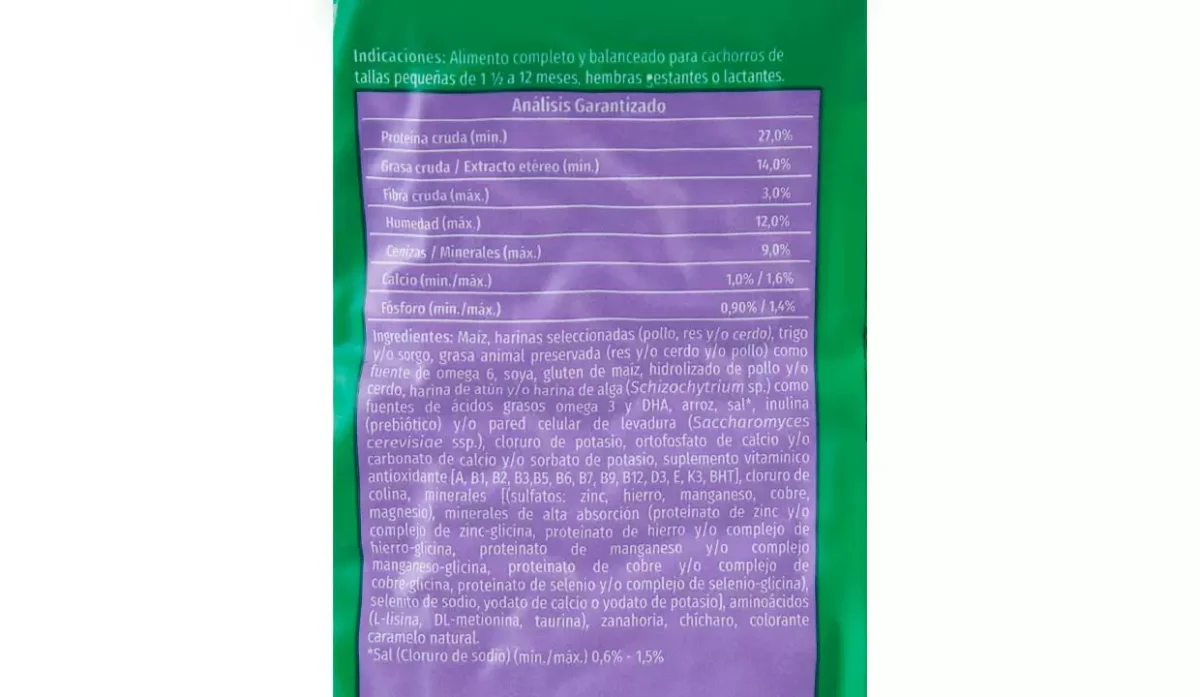 Indicaciones: Alimento completo y balanceado para cachorros de
tallas pequeñas de 1 ½ a 12 meses, hembras gestantes o lactantes.
Análisis Garantizado
Proteína cruda (min.) 27,0%
Grasa cruda / Extracto etéreo (min.) 14,0%
Fibra cruda (máx.) 3,0%
Humedad (máx.) 12,0%
Cenizas / Minerales (máx.) 9,0%
Calcio (min./máx.) 1,0% / 1,6%
Fósforo (min./máx.) 0,90% / 1,4%
Ingredientes: Maíz, harinas seleccionadas (pollo, res y/o cerdo), trigo
y/o sorgo, grasa animal preservada (res y/o cerdo y/o pollo) como
fuente de omega 6, soya, gluten de maíz, hidrolizado de pollo y/o
cerdo, harina de atún y/o harina de alga (Schizochytrium sp.) como
fuentes de ácidos grasos omega 3 y DHA, arroz, sal*, inulina
(prebiótico) y/o pared celular de levadura (Saccharomyces
cerevisiae ssp.), cloruro de potasio, ortofosfato de calcio y/o
carbonato de calcio y/o sorbato de potasio, suplemento vitamínico
antioxidante [A, B1, B2, B3,B5, B6, B7, B9, B12, D3, E, K3, BHT], cloruro de
colina, minerales [(sulfatos: zinc, hierro, manganeso, cobre,
magnesio), minerales de alta absorción (proteinato de zinc y/o
complejo de zinc-glicina, proteinato de hierro y/o complejo de
hierro-glicina, proteinato de manganeso y/o complejo
manganeso-glicina, proteinato de cobre y/o complejo de
cobre-glicina, proteinato de selenio y/o complejo de selenio-glicina),
selenito de sodio, yodato de calcio o yodato de potasio], aminoácidos
(L-lisina, DL-metionina, taurina), zanahoria, chícharo, colorante
caramelo natural.
*Sal (Cloruro de sodio) (min./máx.) 0,6% - 1,5%